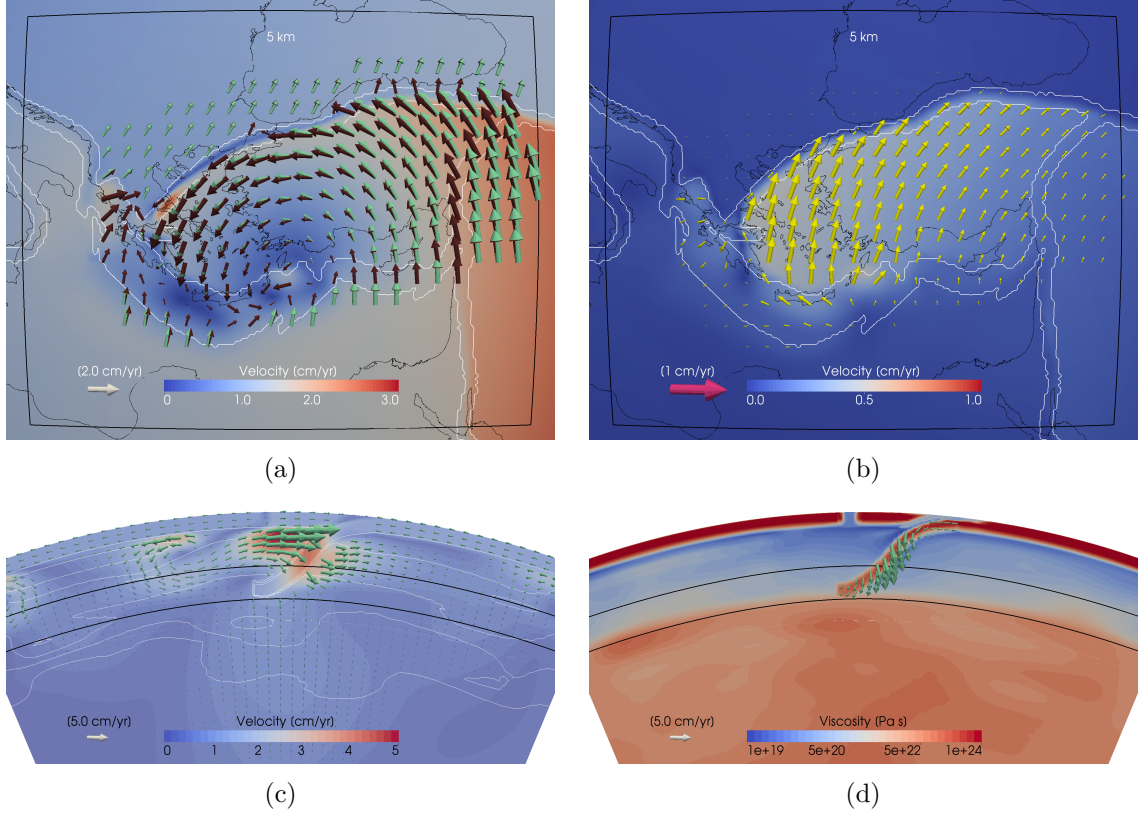 5 km
(2.0 cm/yr)
Velocity (cm/yr)
0 1.0 2.0 3.0
(a)
5 km
(1 cm/yr)
Velocity (cm/yr)
0.0 0.5 1.0
(b)
(5.0 cm/yr)
Velocity (cm/yr)
0 1 2 3 4 5
(c)
(5.0 cm/yr)
Viscosity (Pa s)
1e+19 5e+20 5e+22 1e+24
(d)